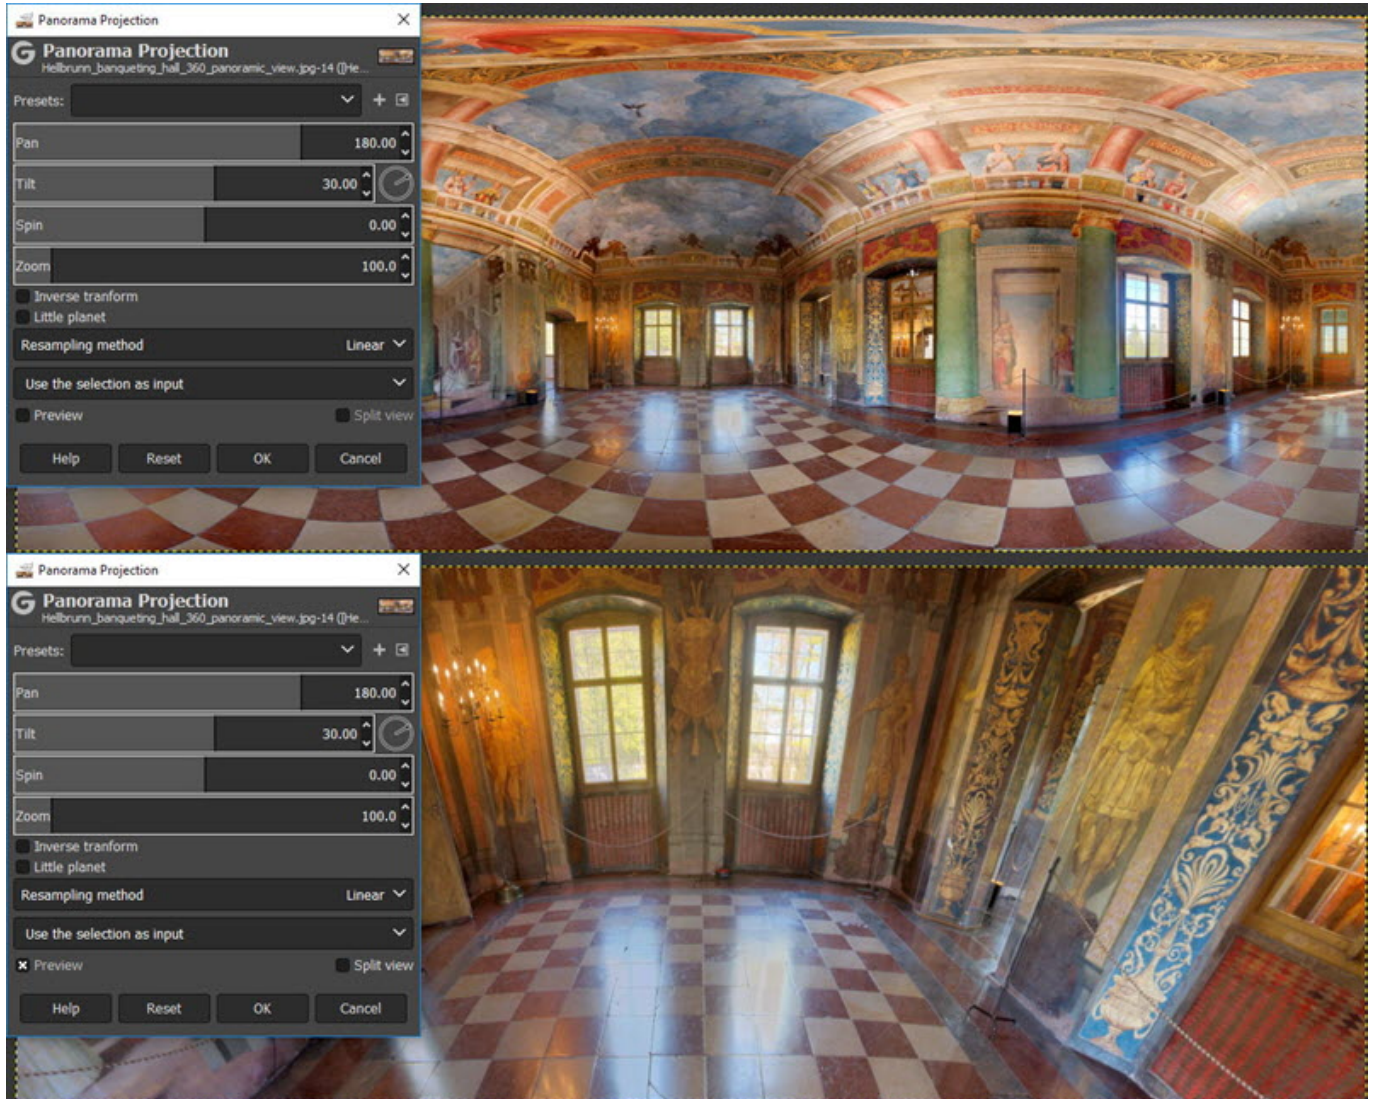 Panorama Projection
Panorama Projection
Hellbrunn_banqueting_hall_360_panoramic_view.jpg-14 ([He...
Presets:
Pan 180.00
Tilt 30.00
Spin 0.00
Zoom 100.0
Inverse tranform
Little planet
Resampling method Linear
Use the selection as input
Preview Split view
Help Reset OK Cancel
Panorama Projection
Panorama Projection
Hellbrunn_banqueting_hall_360_panoramic_view.jpg-14 ([He...
Presets:
Pan 180.00
Tilt 30.00
Spin 0.00
Zoom 100.0
Inverse tranform
Little planet
Resampling method Linear
Use the selection as input
Preview Split view
Help Reset OK Cancel